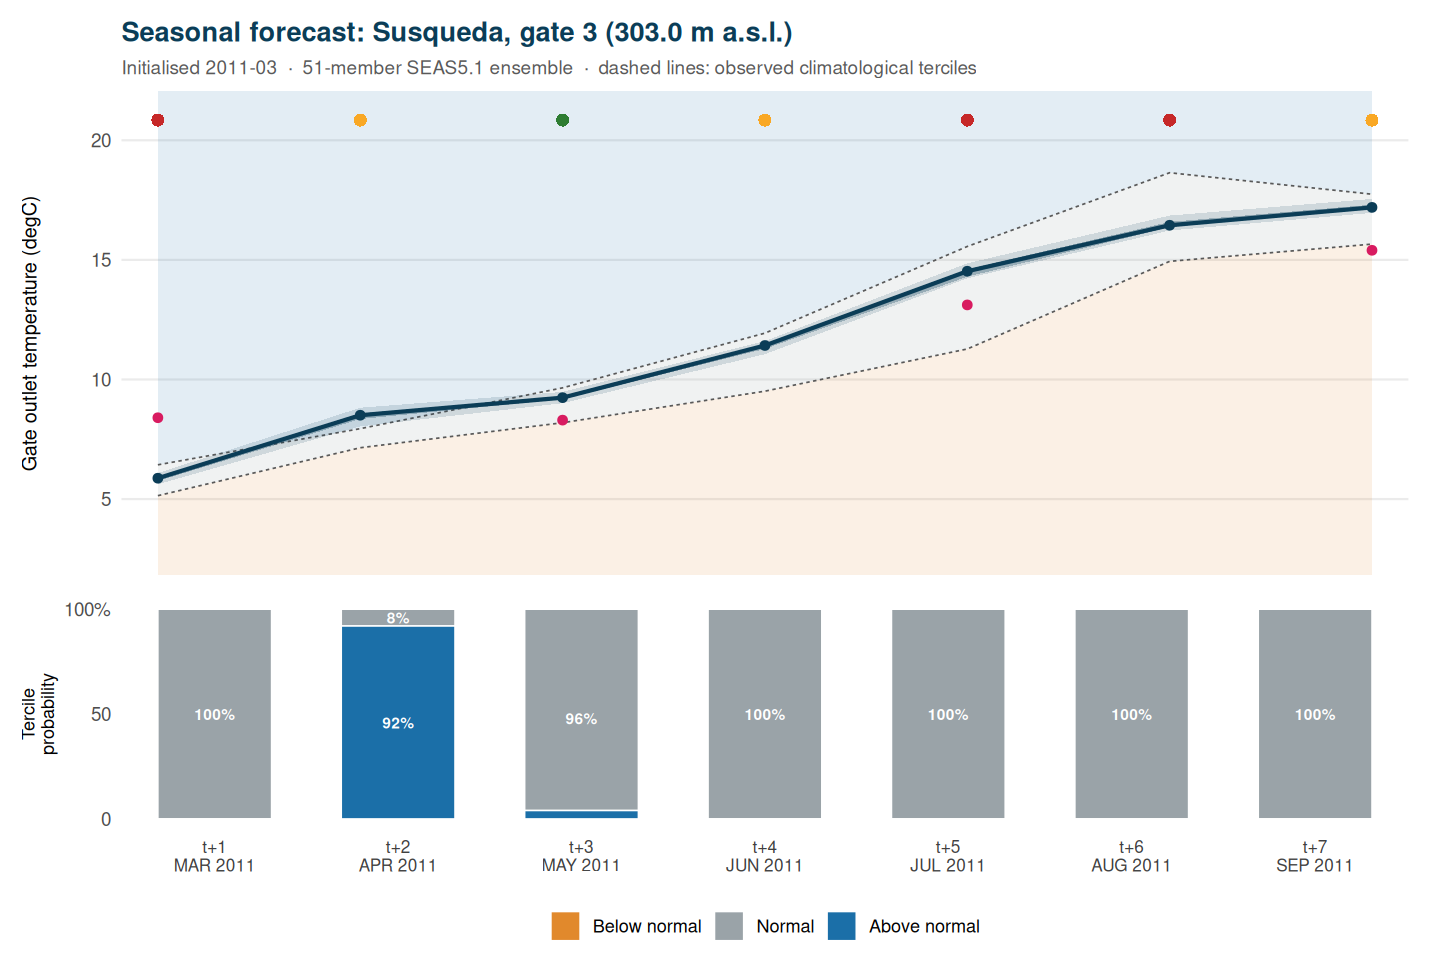 Seasonal forecast: Susqueda, gate 3 (303.0 m a.s.l.)
Initialised 2011-03 · 51-member SEAS5.1 ensemble · dashed lines: observed climatological terciles
Gate outlet temperature (degC)
20
15
10
5
Tercile
probability
100%
50
0
100%
8%
92%
96%
100%
100%
100%
100%
t+1
MAR 2011
t+2
APR 2011
t+3
MAY 2011
t+4
JUN 2011
t+5
JUL 2011
t+6
AUG 2011
t+7
SEP 2011
Below normal
Normal
Above normal